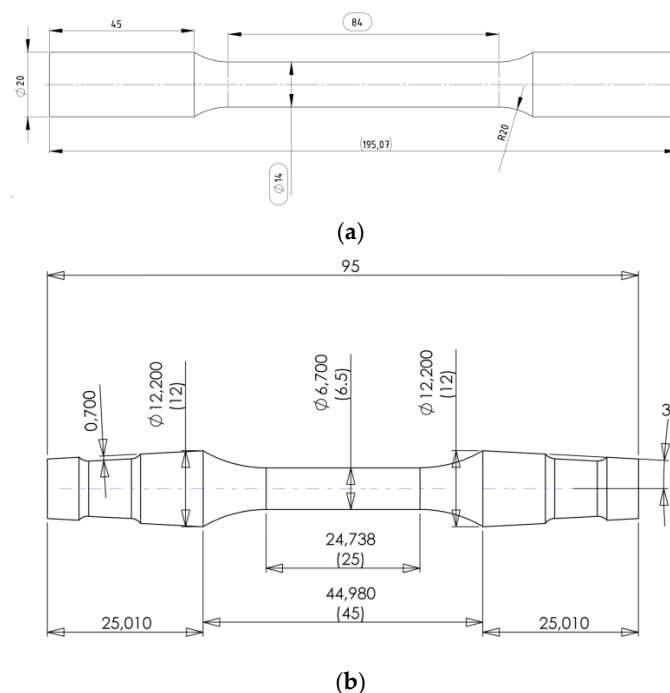 45
84
Ø20
R20
(195,07)
Ø14
(a)
95
Ø12,200
(12)
Ø6,700
(6.5)
Ø12,200
(12)
0,700
3
24,738
(25)
44,980
(45)
25,010
25,010
(b)